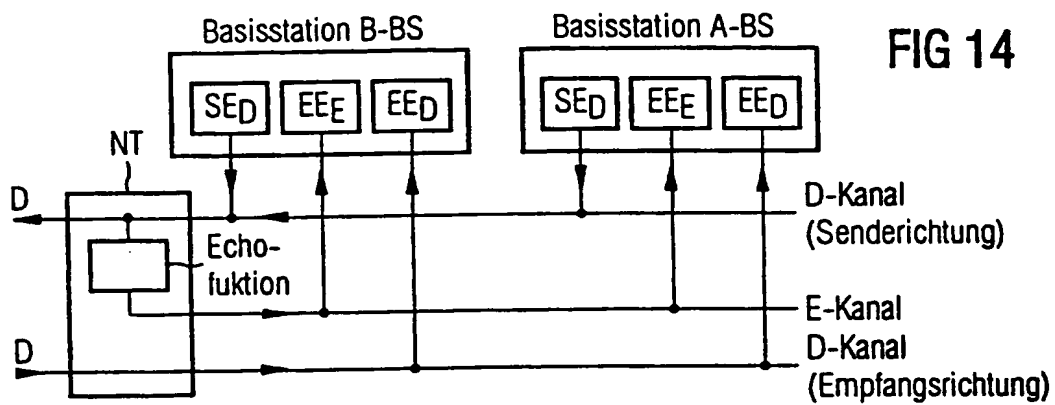 Basisstation B-BS
Basisstation A-BS
FIG 14
SED
EEE
EED
SED
EEE
EED
NT
D
D-Kanal
(Senderichtung)
Echo-
fuktion
E-Kanal
D
D-Kanal
(Empfangsrichtung)